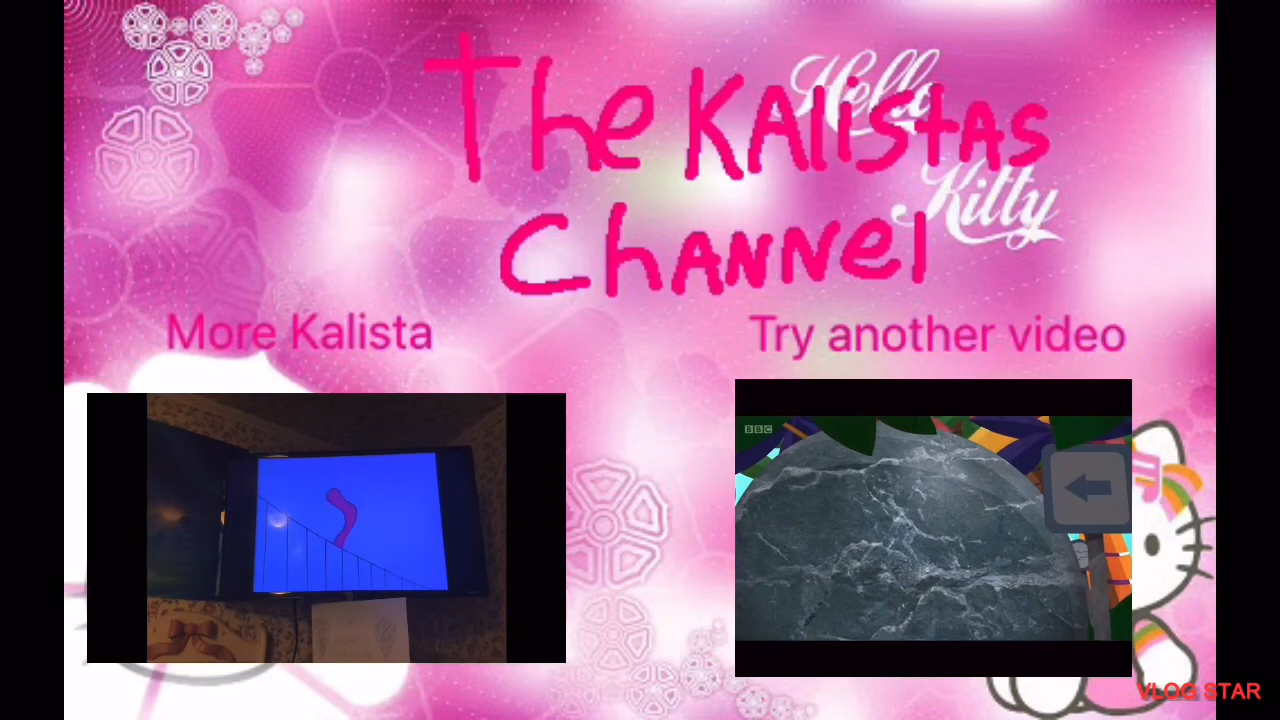 The KAlistAs
Hello
Kitty
ChANNel
More Kalista
Try another video
BBC
VLOG STAR